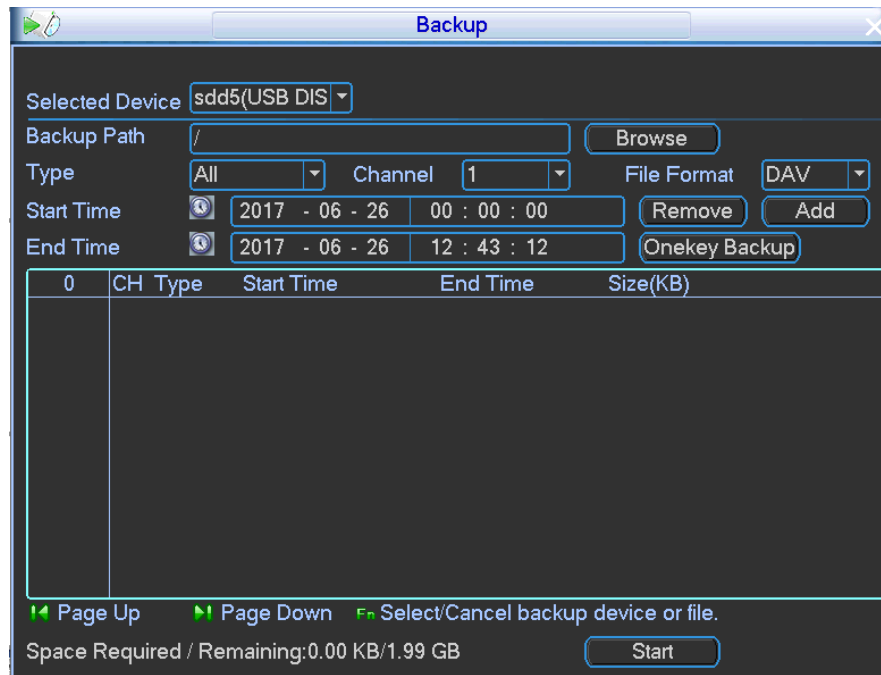 Backup
Selected Device sdd5(USB DIS
Backup Path / Browse
Type All Channel 1 File Format DAV
Start Time 2017 - 06 - 26 00 : 00 : 00 Remove Add
End Time 2017 - 06 - 26 12 : 43 : 12 Onekey Backup
0 CH Type Start Time End Time Size(KB)
Page Up Page Down Fn Select/Cancel backup device or file.
Space Required / Remaining:0.00 KB/1.99 GB Start